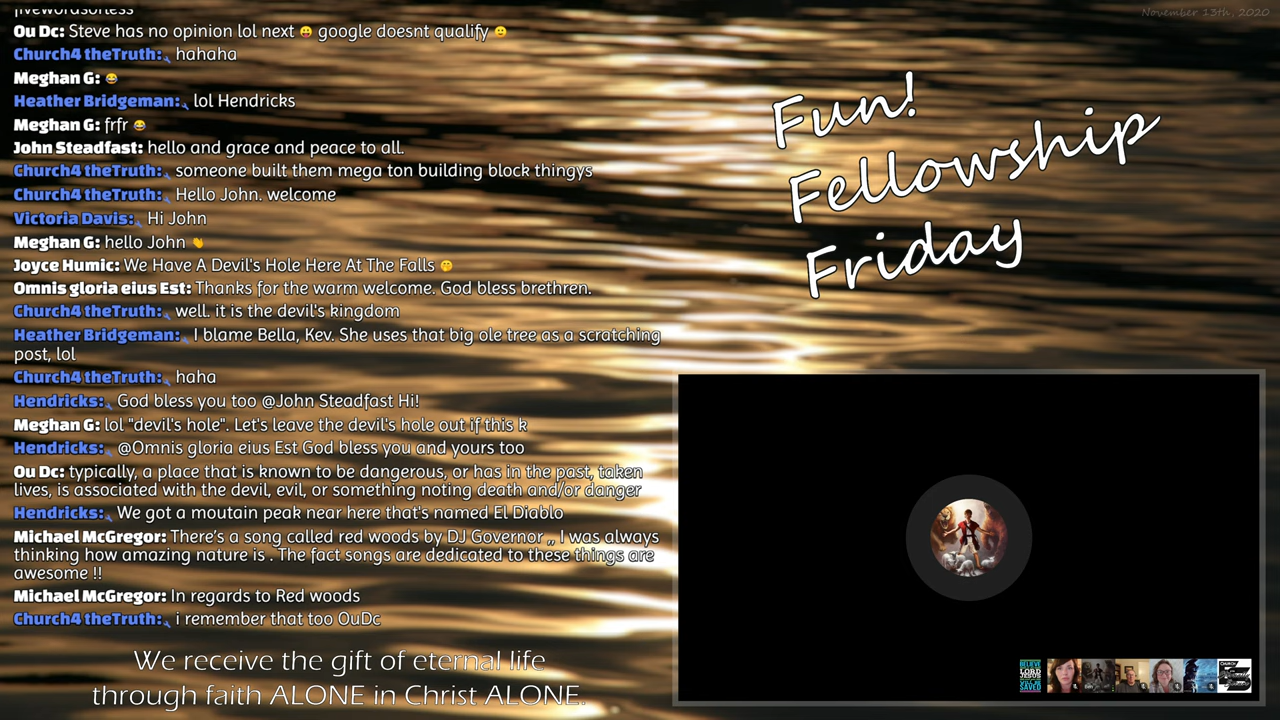 fivewordsorless
November 13th, 2020
Ou Dc: Steve has no opinion lol next 😛 google doesnt qualify 🙂
Church4 theTruth: hahaha
Meghan G: 😂
Heather Bridgeman: lol Hendricks
Meghan G: frfr 😂
John Steadfast: hello and grace and peace to all.
Church4 theTruth: someone built them mega ton building block thingys
Church4 theTruth: Hello John. welcome
Victoria Davis: Hi John
Meghan G: hello John 👋
Joyce Humic: We Have A Devil's Hole Here At The Falls 🤭
Omnis gloria eius Est: Thanks for the warm welcome. God bless brethren.
Church4 theTruth: well. it is the devil's kingdom
Heather Bridgeman: I blame Bella, Kev. She uses that big ole tree as a scratching
post, lol
Church4 theTruth: haha
Hendricks: God bless you too @John Steadfast Hi!
Meghan G: lol "devil's hole". Let's leave the devil's hole out if this k
Hendricks: @Omnis gloria eius Est God bless you and yours too
Ou Dc: typically, a place that is known to be dangerous, or has in the past, taken
lives, is associated with the devil, evil, or something noting death and/or danger
Hendricks: We got a moutain peak near here that's named El Diablo
Michael McGregor: There's a song called red woods by DJ Governor ,, I was always
thinking how amazing nature is . The fact songs are dedicated to these things are
awesome !!
Michael McGregor: In regards to Red woods
Church4 theTruth: i remember that too OuDc
We receive the gift of eternal life
through faith ALONE in Christ ALONE.
Fun!
Fellowship
Friday
BELIEVE
LORD
JESUS
SAVED